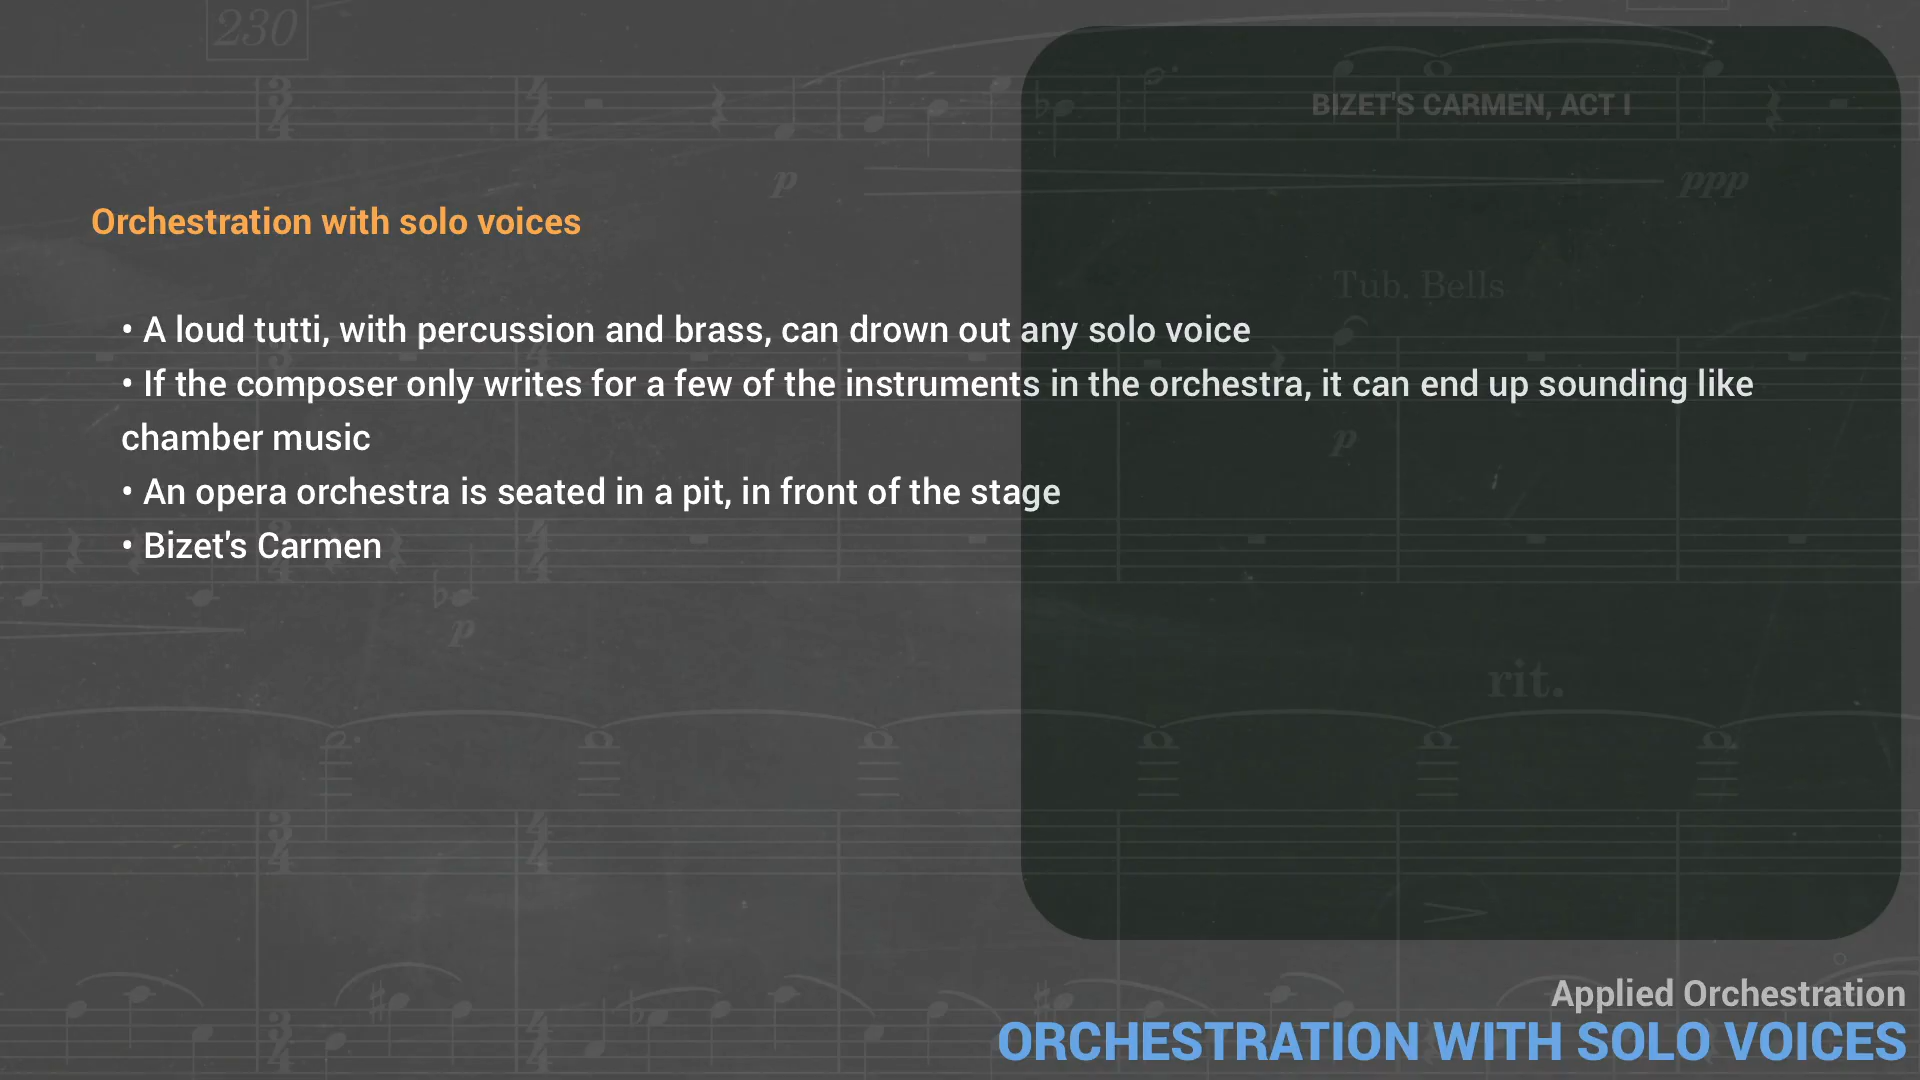 230
BIZET'S CARMEN, ACT I
p
ppp
Orchestration with solo voices
Tub. Bells
• A loud tutti, with percussion and brass, can drown out any solo voice
• If the composer only writes for a few of the instruments in the orchestra, it can end up sounding like
chamber music
p
• An opera orchestra is seated in a pit, in front of the stage
• Bizet's Carmen
p
rit.
Applied Orchestration
ORCHESTRATION WITH SOLO VOICES